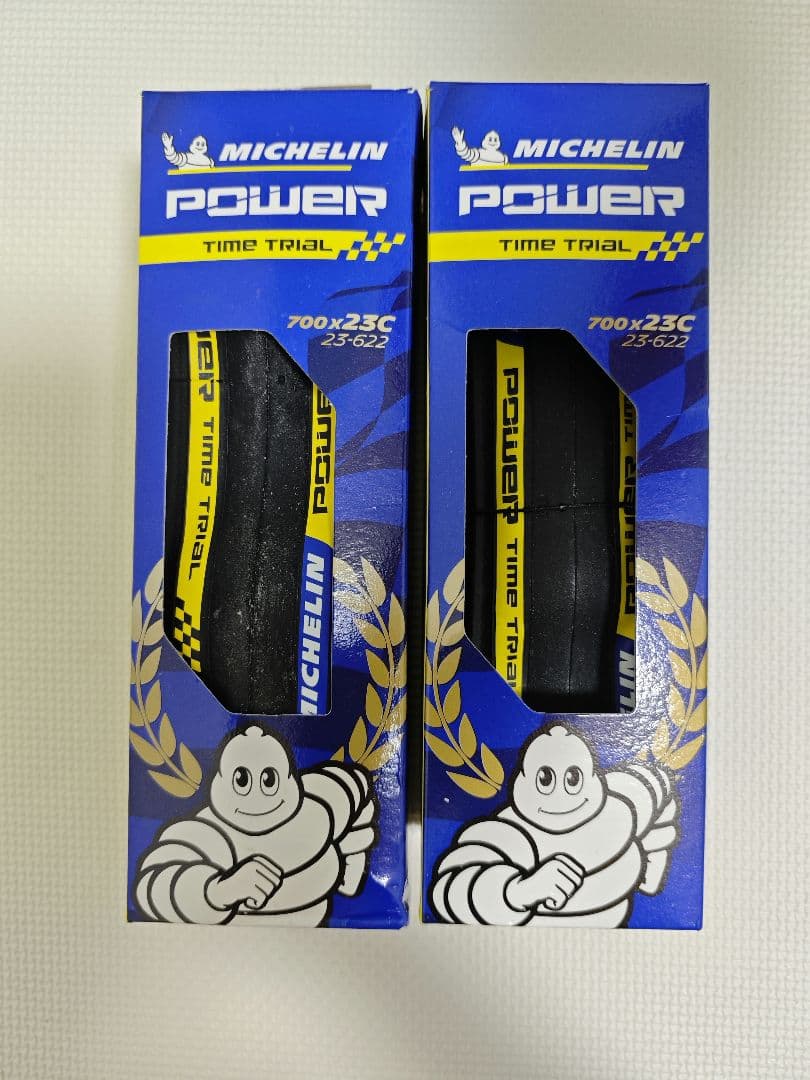 MICHELIN
POWER
TIME TRIAL
700x23C
23-622
POWER TIME TRIAL
MICHELIN
MICHELIN
POWER
TIME TRIAL
700x23C
23-622
POWER TIME TRIAL
POWER